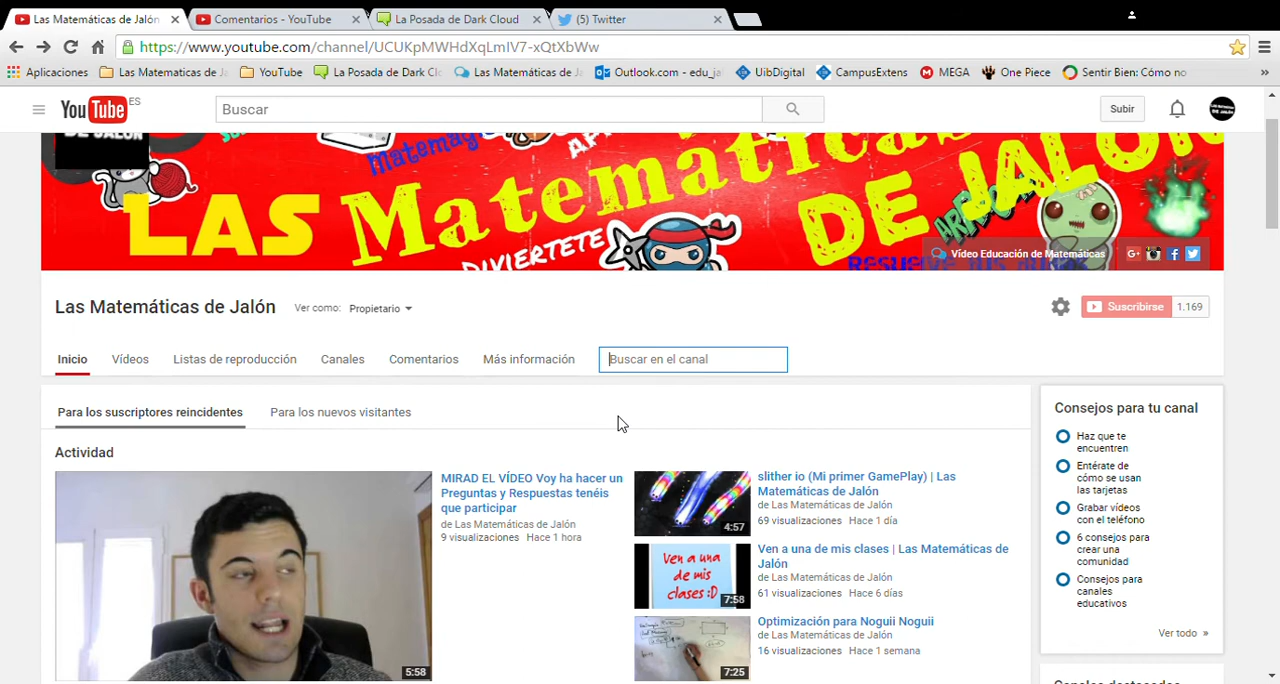 Las Matemáticas de Jalón
Comentarios - YouTube
La Posada de Dark Cloud
(5) Twitter
https://www.youtube.com/channel/UCUKpMWHdXqLmIV7-xQtXbWw
Aplicaciones
Las Matematicas de Ja
YouTube
La Posada de Dark Clo
Las Matemáticas de Ja
Outlook.com - edu_ja
UibDigital
CampusExtens
MEGA
One Piece
Sentir Bien: Cómo no
»
YouTube ES
Buscar
Subir
DE JALÓN
Matemag
LAS Matemáticas DE JALÓN
DIVIERTETE
Resuelve tus
Vídeo Educación de Matemáticas
Las Matemáticas de Jalón
Ver como: Propietario
Suscribirse 1.169
Inicio
Vídeos
Listas de reproducción
Canales
Comentarios
Más información
Buscar en el canal
Para los suscriptores reincidentes
Para los nuevos visitantes
Actividad
5:58
MIRAD EL VÍDEO Voy ha hacer un
Preguntas y Respuestas tenéis
que participar
de Las Matemáticas de Jalón
9 visualizaciones Hace 1 hora
4:57
slither io (Mi primer GamePlay) | Las
Matemáticas de Jalón
de Las Matemáticas de Jalón
69 visualizaciones Hace 1 día
Ven a una
de mis
clases :D
7:58
Ven a una de mis clases | Las Matemáticas de
Jalón
de Las Matemáticas de Jalón
61 visualizaciones Hace 6 días
7:25
Optimización para Noguii Noguii
de Las Matemáticas de Jalón
16 visualizaciones Hace 1 semana
Consejos para tu canal
Haz que te
encuentren
Entérate de
cómo se usan
las tarjetas
Grabar vídeos
con el teléfono
6 consejos para
crear una
comunidad
Consejos para
canales
educativos
Ver todo »
Canales destacados